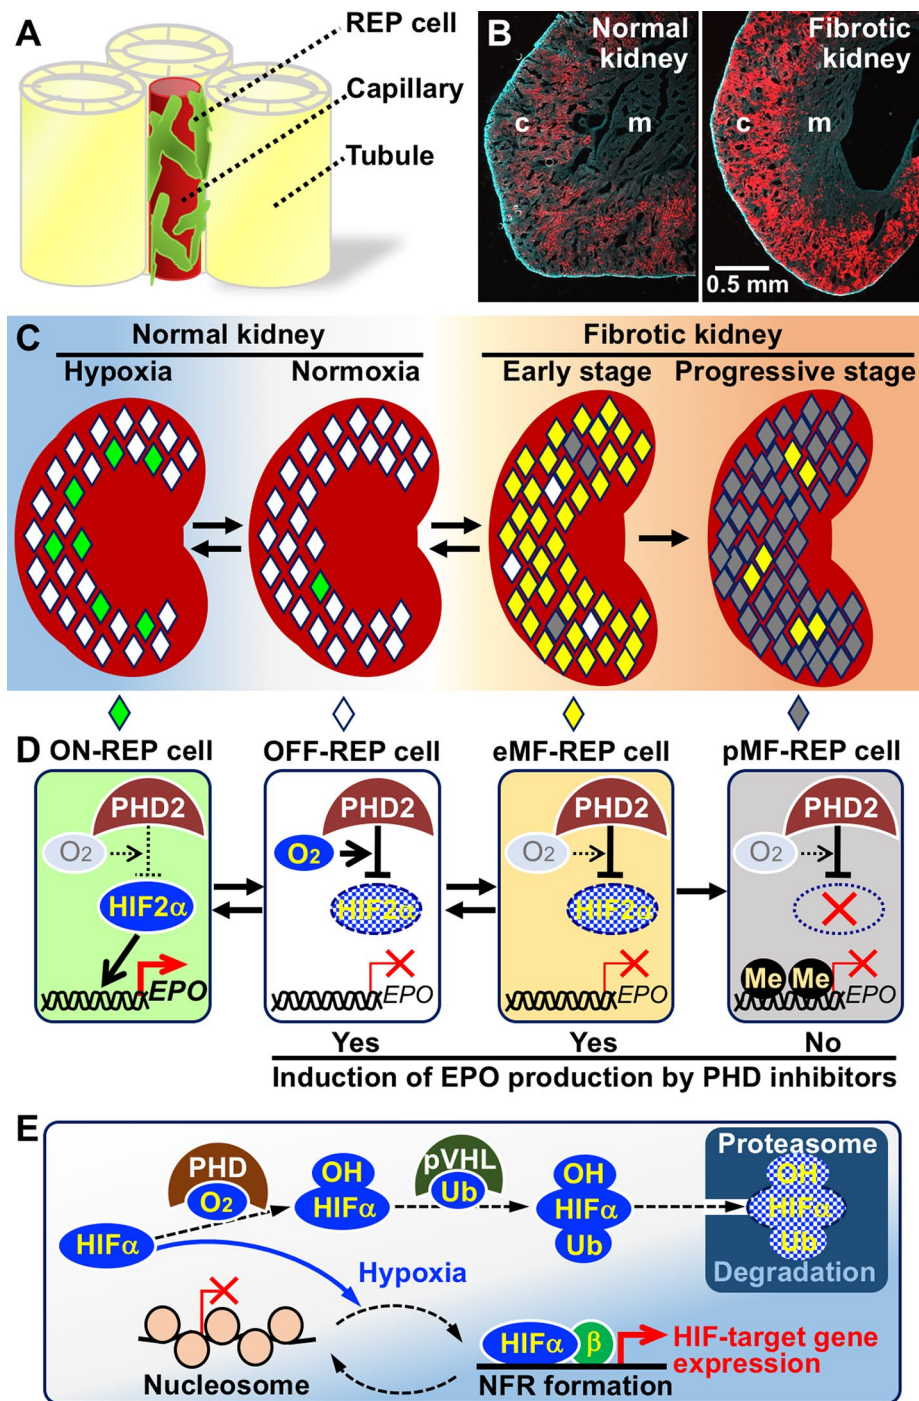 A
REP cell
Capillary
Tubule
B
Normal
kidney
c
m
Fibrotic
kidney
c
m
0.5 mm
C
Normal kidney
Fibrotic kidney
Hypoxia
Normoxia
Early stage
Progressive stage
D
ON-REP cell
OFF-REP cell
eMF-REP cell
pMF-REP cell
PHD2
O2
HIF2α
EPO
PHD2
O2
HIF2α
EPO
PHD2
O2
HIF2α
EPO
PHD2
O2
Me
Me
EPO
Yes
Yes
No
Induction of EPO production by PHD inhibitors
E
PHD
O2
HIFα
OH
HIFα
pVHL
Ub
OH
HIFα
Ub
Proteasome
OH
HIFα
Ub
Degradation
Hypoxia
Nucleosome
HIFα
β
NFR formation
HIF-target gene
expression